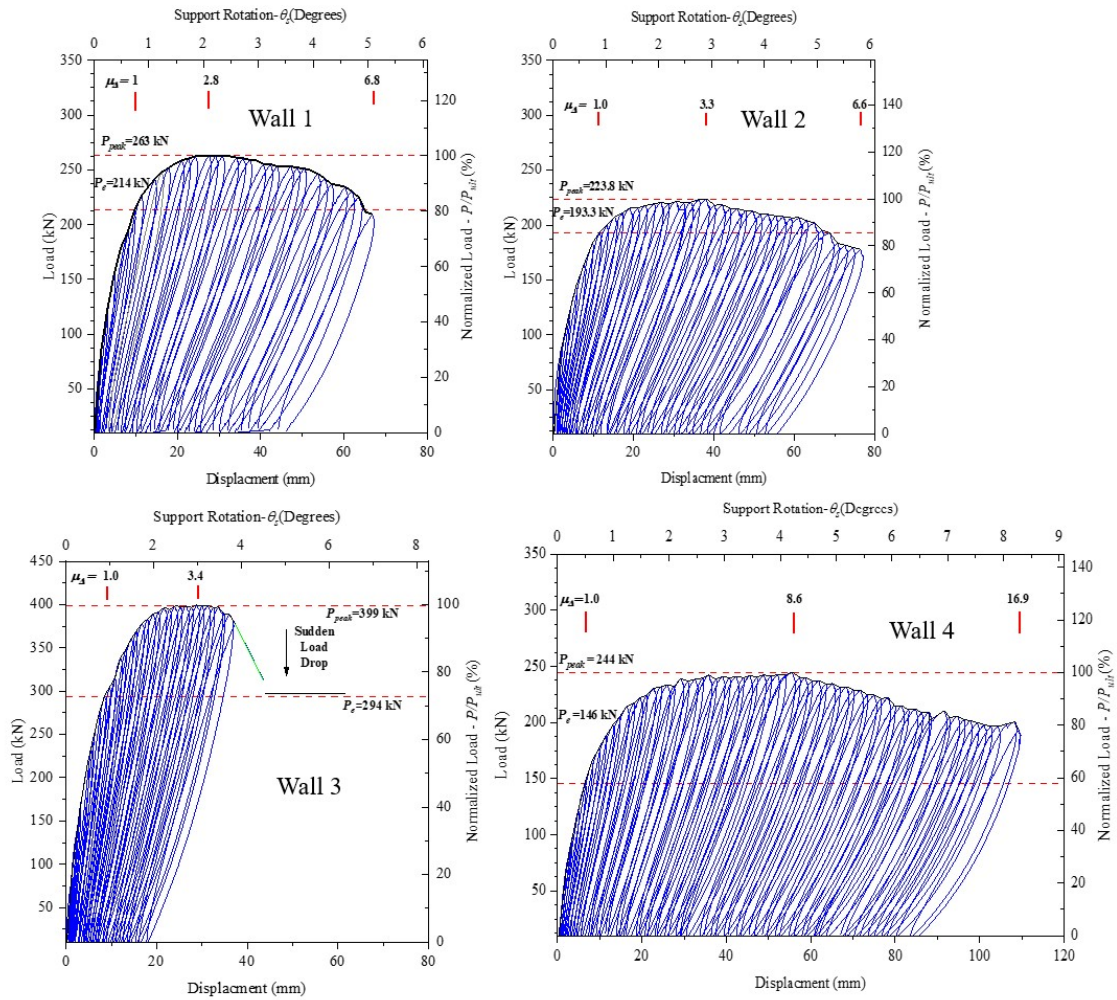 Support Rotation-θs(Degrees)
0 1 2 3 4 5 6
350
300
250
200
150
100
50
Load (kN)
μΔ= 1 2.8 6.8
Wall 1
Ppeak=263 kN
Pe=214 kN
120
100
80
60
40
20
0
Normalized Load - P/Pult(%)
0 20 40 60 80
Displacment (mm)
Support Rotation-θs(Degrees)
0 1 2 3 4 5 6
350
300
250
200
150
100
50
Load (kN)
μΔ= 1.0 3.3 6.6
Wall 2
Ppeak=223.8 kN
Pe=193.3 kN
140
120
100
80
60
40
20
0
Normalized Load - P/Pult(%)
0 10 20 30 40 50 60 70 80
Displacment (mm)
Support Rotation-θs(Degrees)
0 2 4 6 8
450
400
350
300
250
200
150
100
50
Load (kN)
μΔ= 1.0 3.4
Ppeak=399 kN
Sudden
Load
Drop
Pe=294 kN
Wall 3
100
80
60
40
20
0
Normalized Load - P/Pult(%)
0 20 40 60 80
Displacment (mm)
Support Rotation-θs(Degrees)
0 1 2 3 4 5 6 7 8 9
350
300
250
200
150
100
50
0
Load (kN)
μΔ=1.0 8.6 16.9
Wall 4
Ppeak= 244 kN
Pe=146 kN
140
120
100
80
60
40
20
0
Normalized Load - P/Pult(%)
0 10 20 30 40 50 60 70 80 90 100 110 120
Displacment (mm)